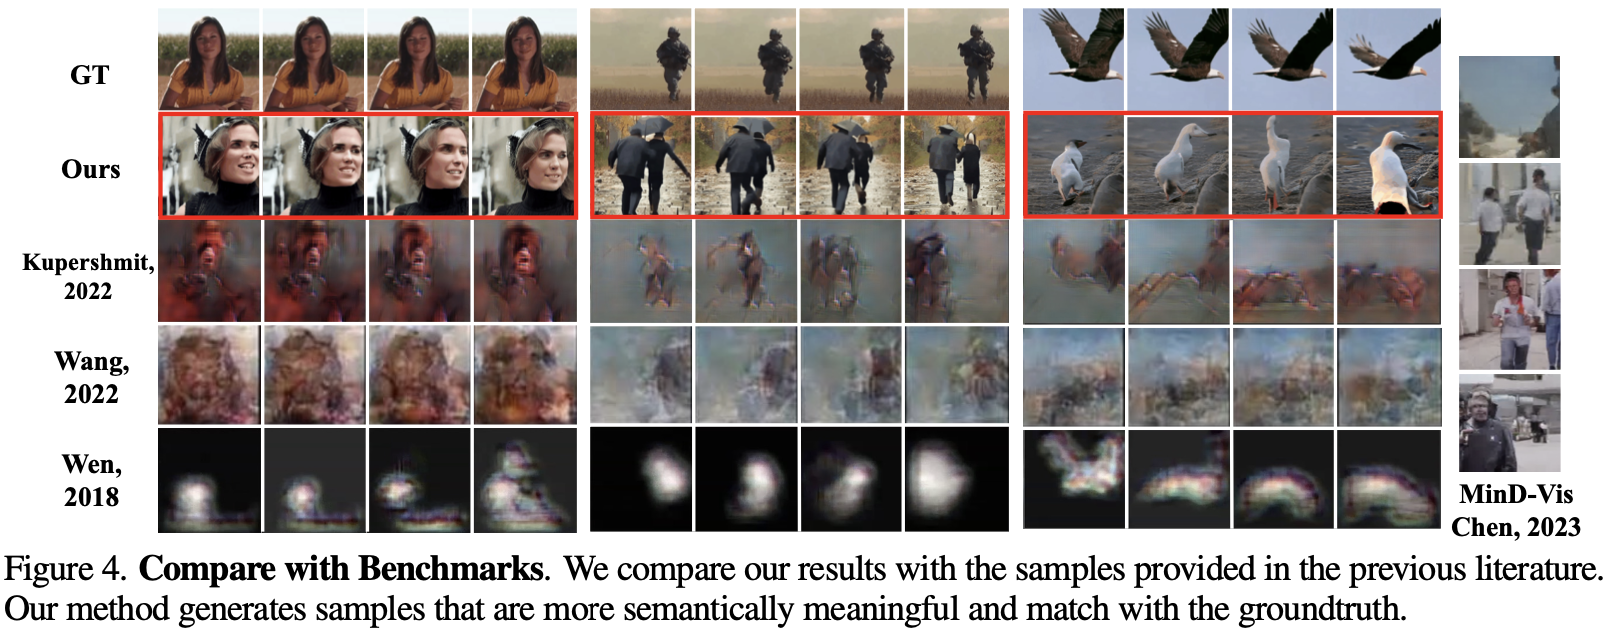 GT
Ours
Kupershmit,
2022
Wang,
2022
Wen,
2018
MinD-Vis
Chen, 2023
Figure 4. Compare with Benchmarks. We compare our results with the samples provided in the previous literature.
Our method generates samples that are more semantically meaningful and match with the groundtruth.